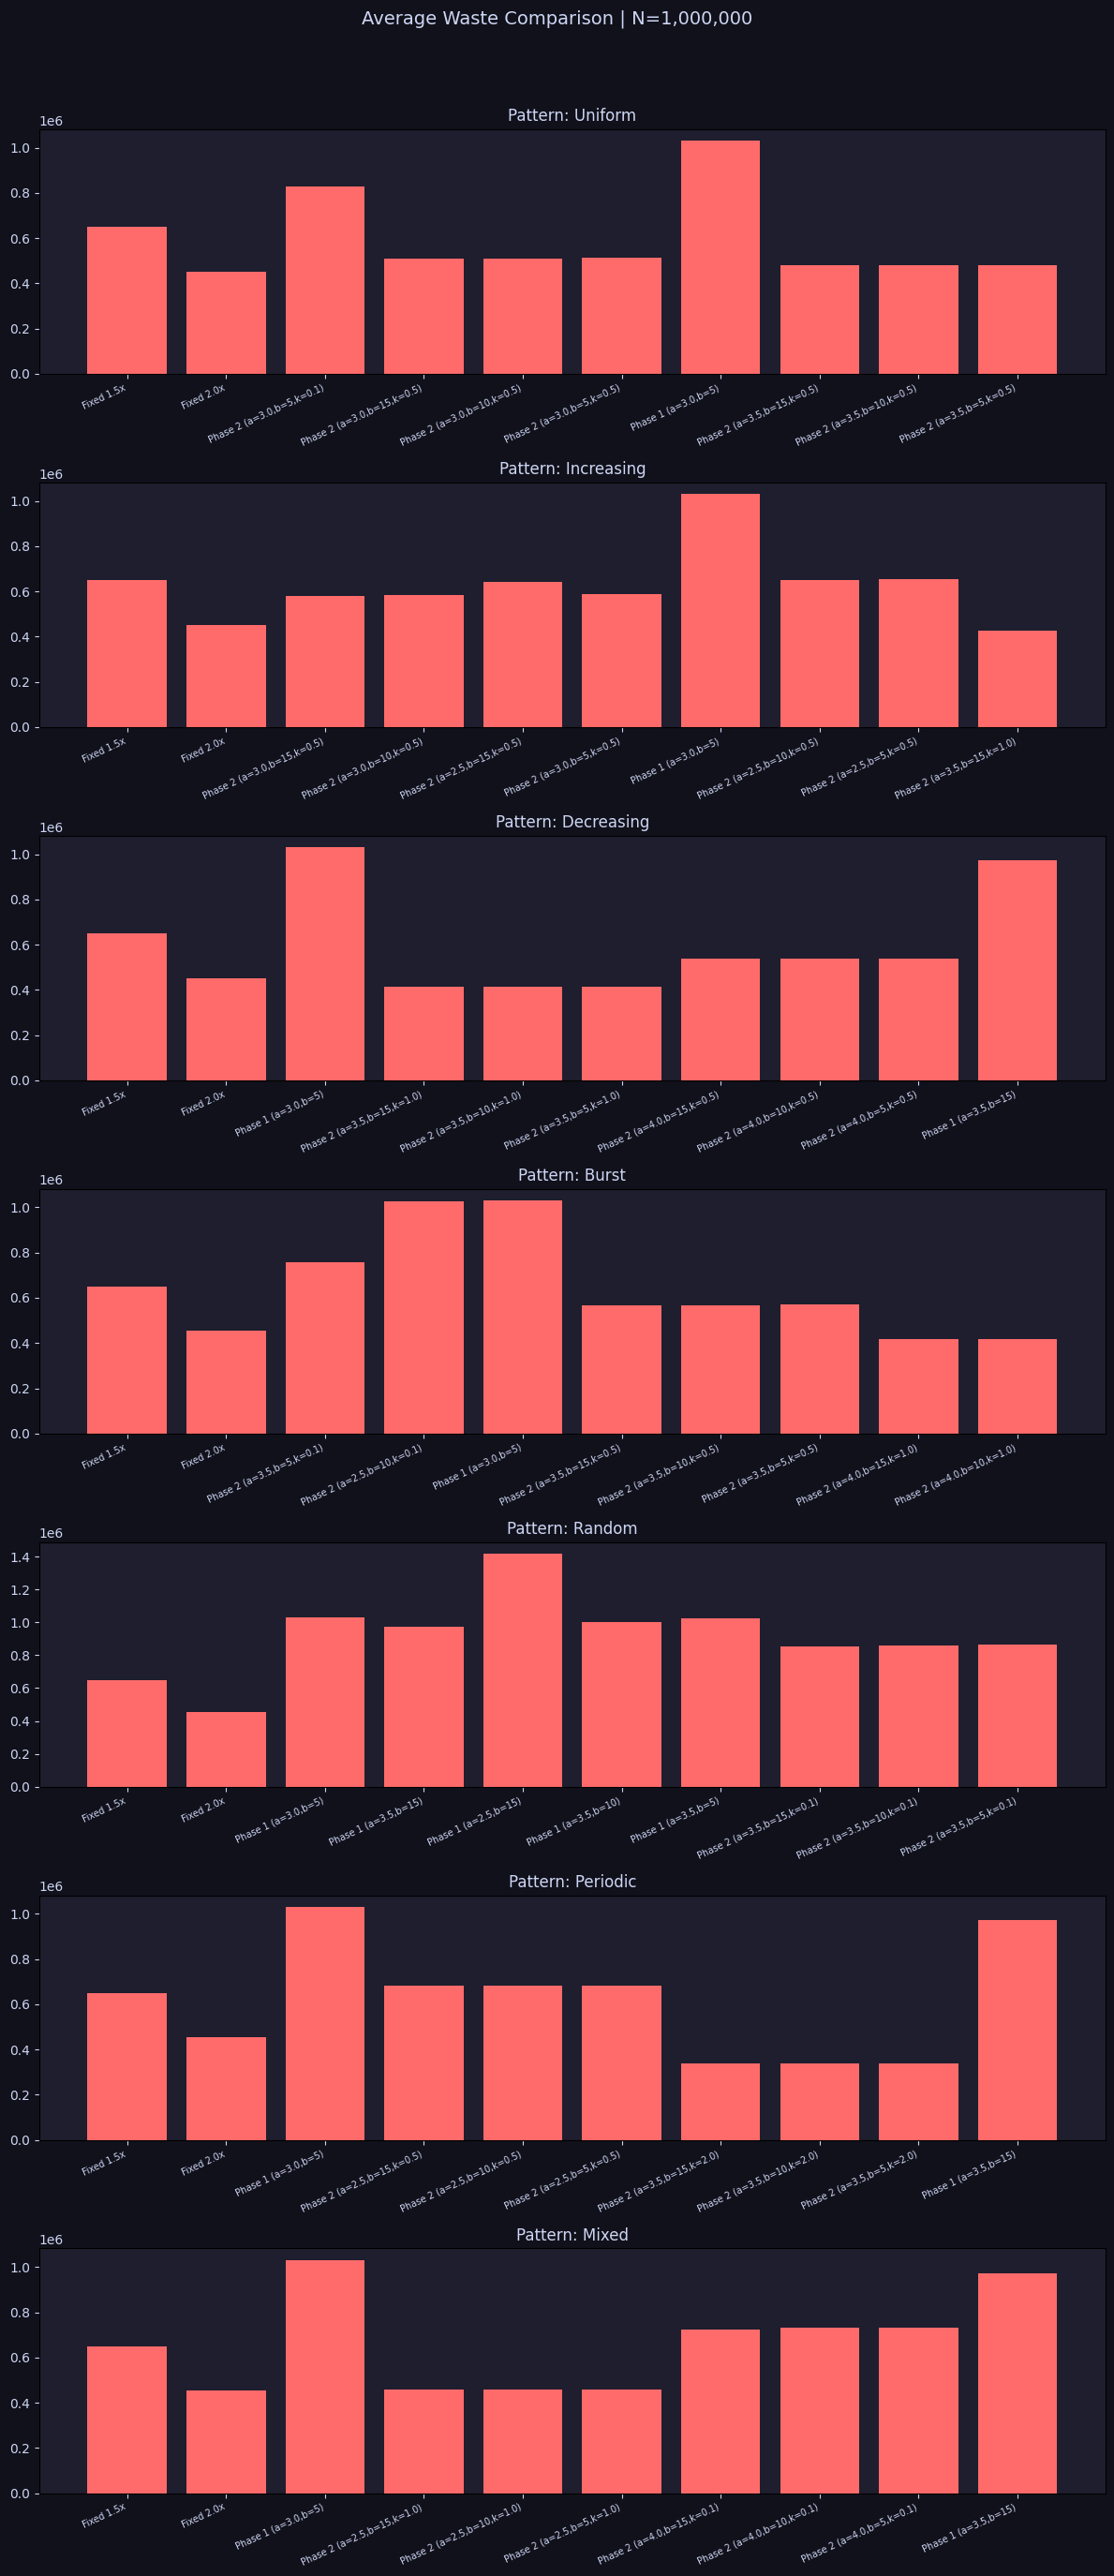 Average Waste Comparison | N=1,000,000
Pattern: Uniform
1e6
1.0
0.8
0.6
0.4
0.2
0.0
Fixed 1.5x
Fixed 2.0x
Phase 2 (a=3.0,b=5,k=0.1)
Phase 2 (a=3.0,b=15,k=0.5)
Phase 2 (a=3.0,b=10,k=0.5)
Phase 2 (a=3.0,b=5,k=0.5)
Phase 1 (a=3.0,b=5)
Phase 2 (a=3.5,b=15,k=0.5)
Phase 2 (a=3.5,b=10,k=0.5)
Phase 2 (a=3.5,b=5,k=0.5)
Pattern: Increasing
1e6
1.0
0.8
0.6
0.4
0.2
0.0
Fixed 1.5x
Fixed 2.0x
Phase 2 (a=3.0,b=15,k=0.5)
Phase 2 (a=3.0,b=10,k=0.5)
Phase 2 (a=2.5,b=15,k=0.5)
Phase 2 (a=3.0,b=5,k=0.5)
Phase 1 (a=3.0,b=5)
Phase 2 (a=2.5,b=10,k=0.5)
Phase 2 (a=2.5,b=5,k=0.5)
Phase 2 (a=3.5,b=15,k=1.0)
Pattern: Decreasing
1e6
1.0
0.8
0.6
0.4
0.2
0.0
Fixed 1.5x
Fixed 2.0x
Phase 1 (a=3.0,b=5)
Phase 2 (a=3.5,b=15,k=1.0)
Phase 2 (a=3.5,b=10,k=1.0)
Phase 2 (a=3.5,b=5,k=1.0)
Phase 2 (a=4.0,b=15,k=0.5)
Phase 2 (a=4.0,b=10,k=0.5)
Phase 2 (a=4.0,b=5,k=0.5)
Phase 1 (a=3.5,b=15)
Pattern: Burst
1e6
1.0
0.8
0.6
0.4
0.2
0.0
Fixed 1.5x
Fixed 2.0x
Phase 2 (a=3.5,b=5,k=0.1)
Phase 2 (a=2.5,b=10,k=0.1)
Phase 1 (a=3.0,b=5)
Phase 2 (a=3.5,b=15,k=0.5)
Phase 2 (a=3.5,b=10,k=0.5)
Phase 2 (a=3.5,b=5,k=0.5)
Phase 2 (a=4.0,b=15,k=1.0)
Phase 2 (a=4.0,b=10,k=1.0)
Pattern: Random
1e6
1.4
1.2
1.0
0.8
0.6
0.4
0.2
0.0
Fixed 1.5x
Fixed 2.0x
Phase 1 (a=3.0,b=5)
Phase 1 (a=3.5,b=15)
Phase 1 (a=2.5,b=15)
Phase 1 (a=3.5,b=10)
Phase 1 (a=3.5,b=5)
Phase 2 (a=3.5,b=15,k=0.1)
Phase 2 (a=3.5,b=10,k=0.1)
Phase 2 (a=3.5,b=5,k=0.1)
Pattern: Periodic
1e6
1.0
0.8
0.6
0.4
0.2
0.0
Fixed 1.5x
Fixed 2.0x
Phase 1 (a=3.0,b=5)
Phase 2 (a=2.5,b=15,k=0.5)
Phase 2 (a=2.5,b=10,k=0.5)
Phase 2 (a=2.5,b=5,k=0.5)
Phase 2 (a=3.5,b=15,k=2.0)
Phase 2 (a=3.5,b=10,k=2.0)
Phase 2 (a=3.5,b=5,k=2.0)
Phase 1 (a=3.5,b=15)
Pattern: Mixed
1e6
1.0
0.8
0.6
0.4
0.2
0.0
Fixed 1.5x
Fixed 2.0x
Phase 1 (a=3.0,b=5)
Phase 2 (a=2.5,b=15,k=1.0)
Phase 2 (a=2.5,b=10,k=1.0)
Phase 2 (a=2.5,b=5,k=1.0)
Phase 2 (a=4.0,b=15,k=0.1)
Phase 2 (a=4.0,b=10,k=0.1)
Phase 2 (a=4.0,b=5,k=0.1)
Phase 1 (a=3.5,b=15)